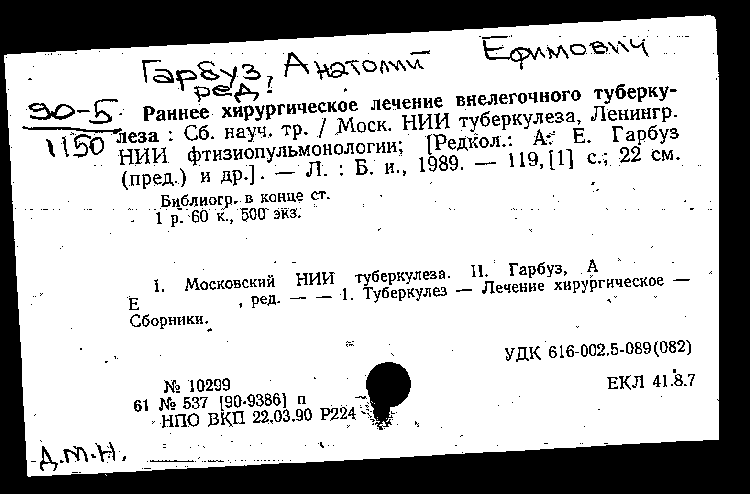 Гарбуз, Анатолий Ефимович
ред.
90-5
1150
Раннее хирургическое лечение внелегочного туберку-
леза : Сб. науч. тр. / Моск. НИИ туберкулеза, Ленингр.
НИИ фтизиопульмонологии; [Редкол.: А. Е. Гарбуз
(пред.) и др.]. — Л. : Б. и., 1989. — 119, [1] с.; 22 см.
Библиогр. в конце ст.
1 р. 60 к., 500 экз.
I. Московский НИИ туберкулеза. II. Гарбуз, А
Е , ред. — — 1. Туберкулез — Лечение хирургическое —
Сборники.
УДК 616-002.5-089(082)
№ 10299
ЕКЛ 41.8.7
61 № 537 [90-9386] п
НПО ВКП 22.03.90 Р224
Д.М.Н.